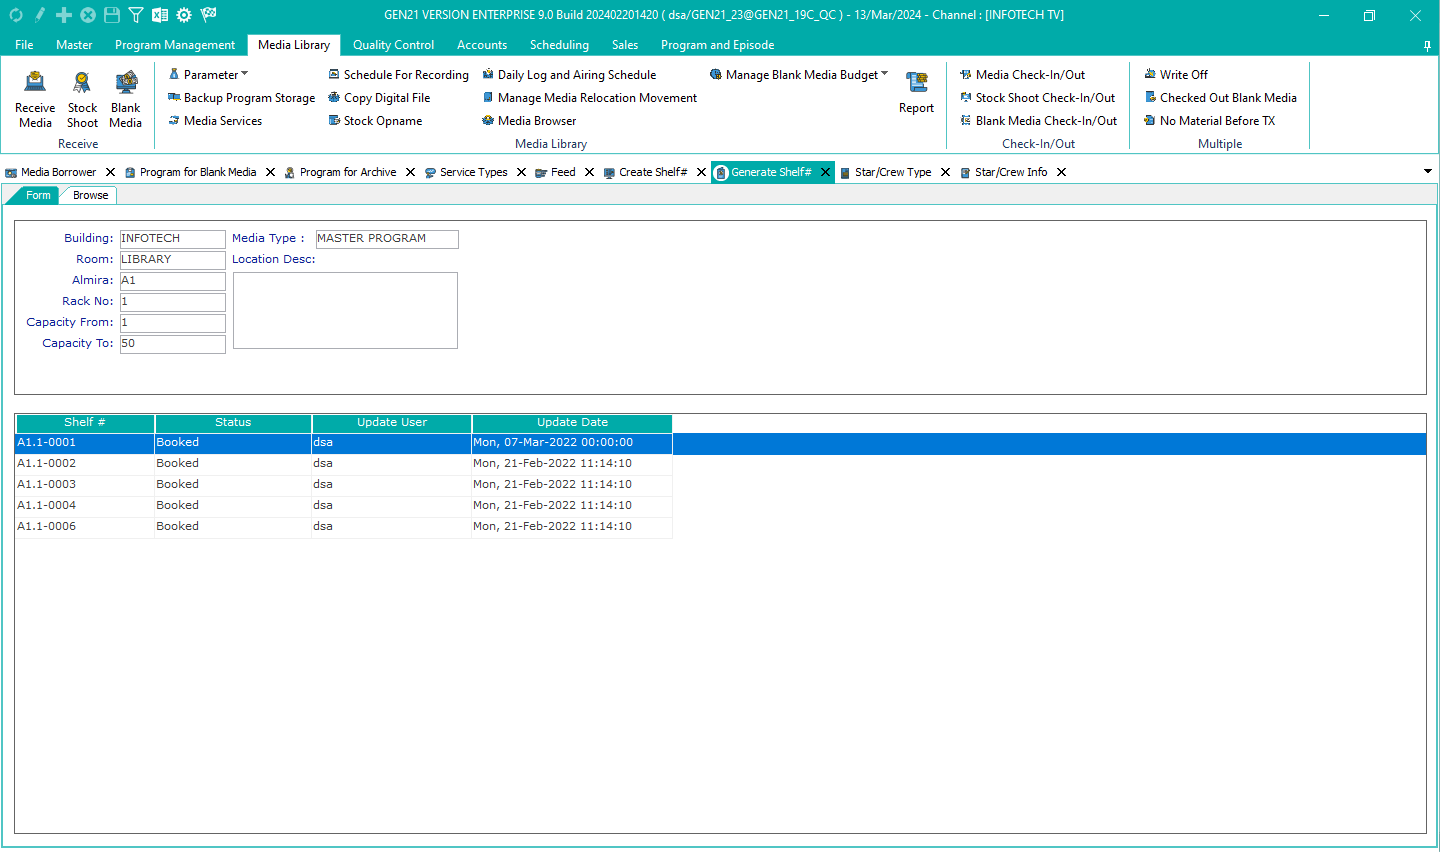 GEN21 VERSION ENTERPRISE 9.0 Build 202402201420 ( dsa/GEN21_23@GEN21_19C_QC ) - 13/Mar/2024 - Channel : [INFOTECH TV]
File Master Program Management Media Library Quality Control Accounts Scheduling Sales Program and Episode
Receive Media
Stock Shoot
Blank Media
Receive
Parameter
Backup Program Storage
Media Services
Schedule For Recording
Copy Digital File
Stock Opname
Daily Log and Airing Schedule
Manage Media Relocation Movement
Media Browser
Manage Blank Media Budget
Report
Media Library
Media Check-In/Out
Stock Shoot Check-In/Out
Blank Media Check-In/Out
Check-In/Out
Write Off
Checked Out Blank Media
No Material Before TX
Multiple
Media Borrower Program for Blank Media Program for Archive Service Types Feed Create Shelf# Generate Shelf# Star/Crew Type Star/Crew Info
Form Browse
Building: INFOTECH Media Type : MASTER PROGRAM
Room: LIBRARY Location Desc:
Almira: A1
Rack No: 1
Capacity From: 1
Capacity To: 50
Shelf # Status Update User Update Date
A1.1-0001 Booked dsa Mon, 07-Mar-2022 00:00:00
A1.1-0002 Booked dsa Mon, 21-Feb-2022 11:14:10
A1.1-0003 Booked dsa Mon, 21-Feb-2022 11:14:10
A1.1-0004 Booked dsa Mon, 21-Feb-2022 11:14:10
A1.1-0006 Booked dsa Mon, 21-Feb-2022 11:14:10